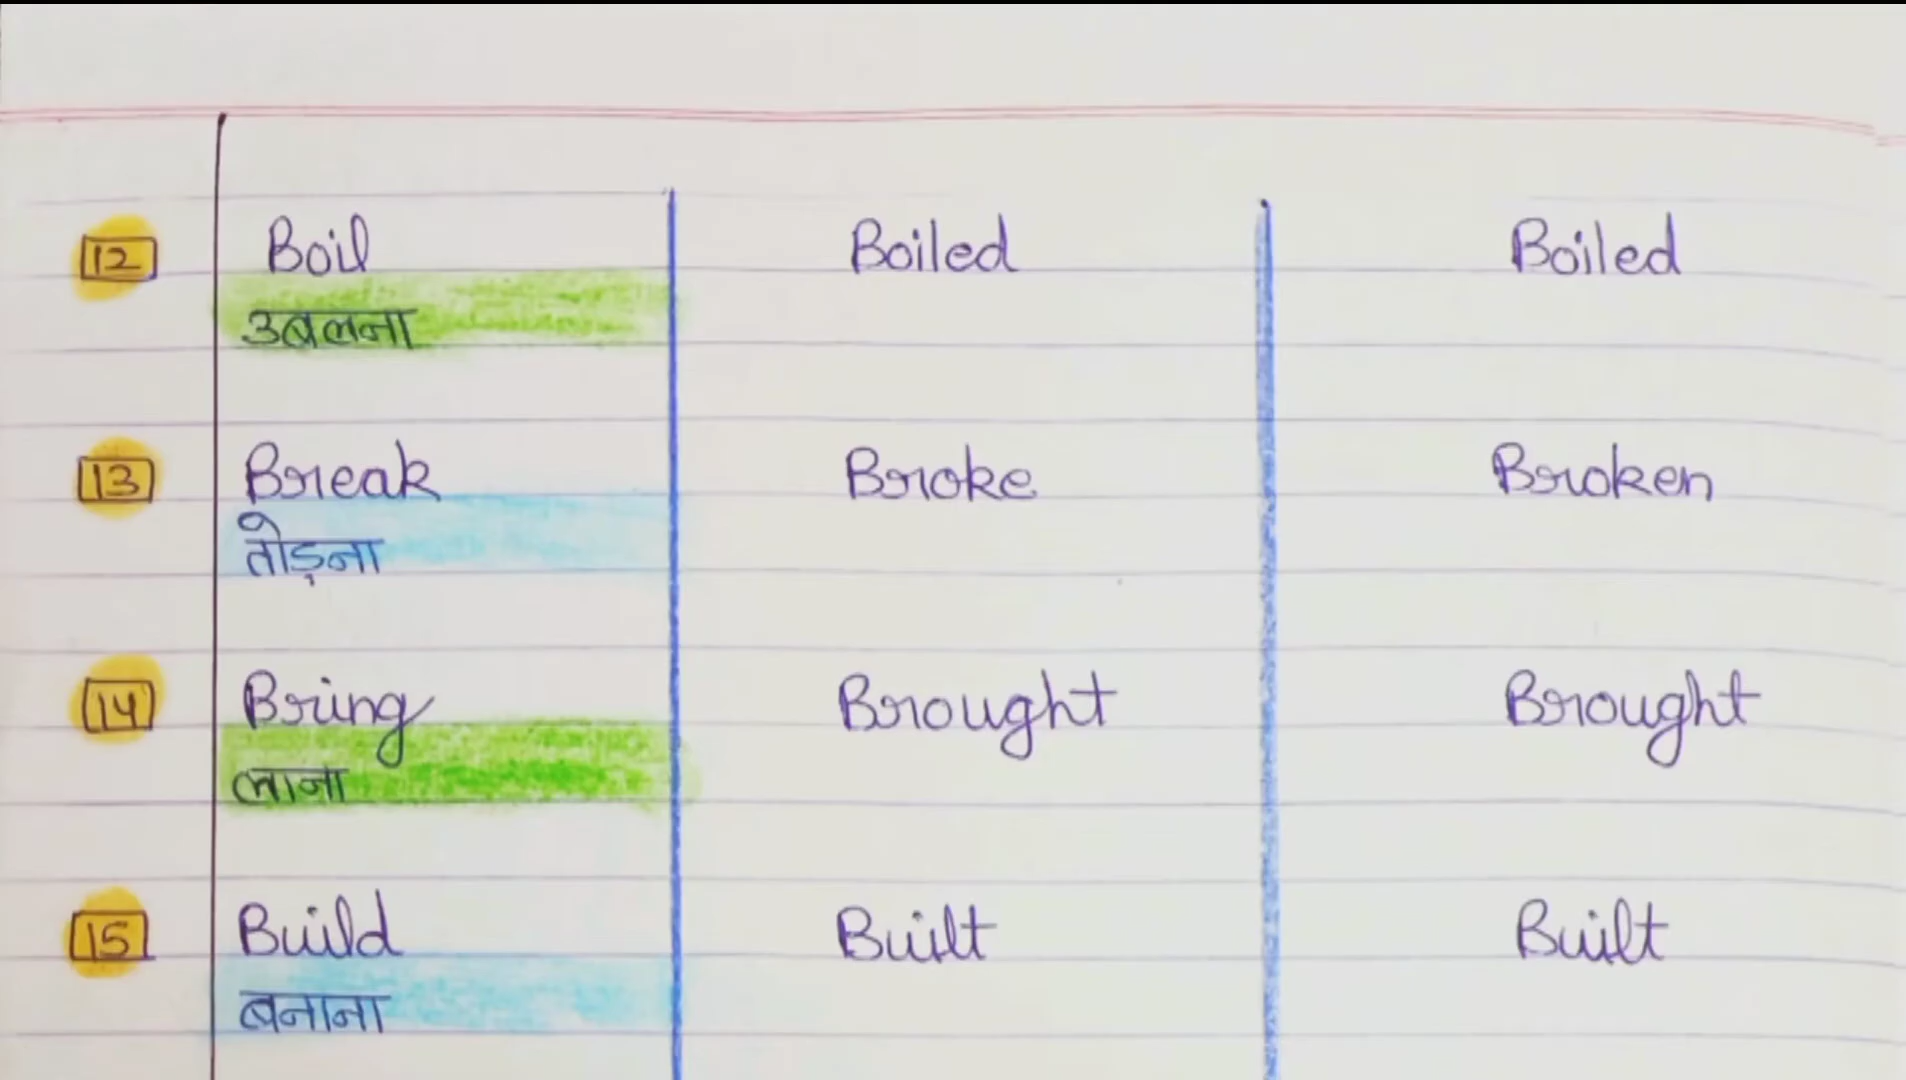 12 Boil Boiled Boiled
उबलना
13 Break Broke Broken
तोड़ना
14 Bring Brought Brought
लाना
15 Build Built Built
बनाना